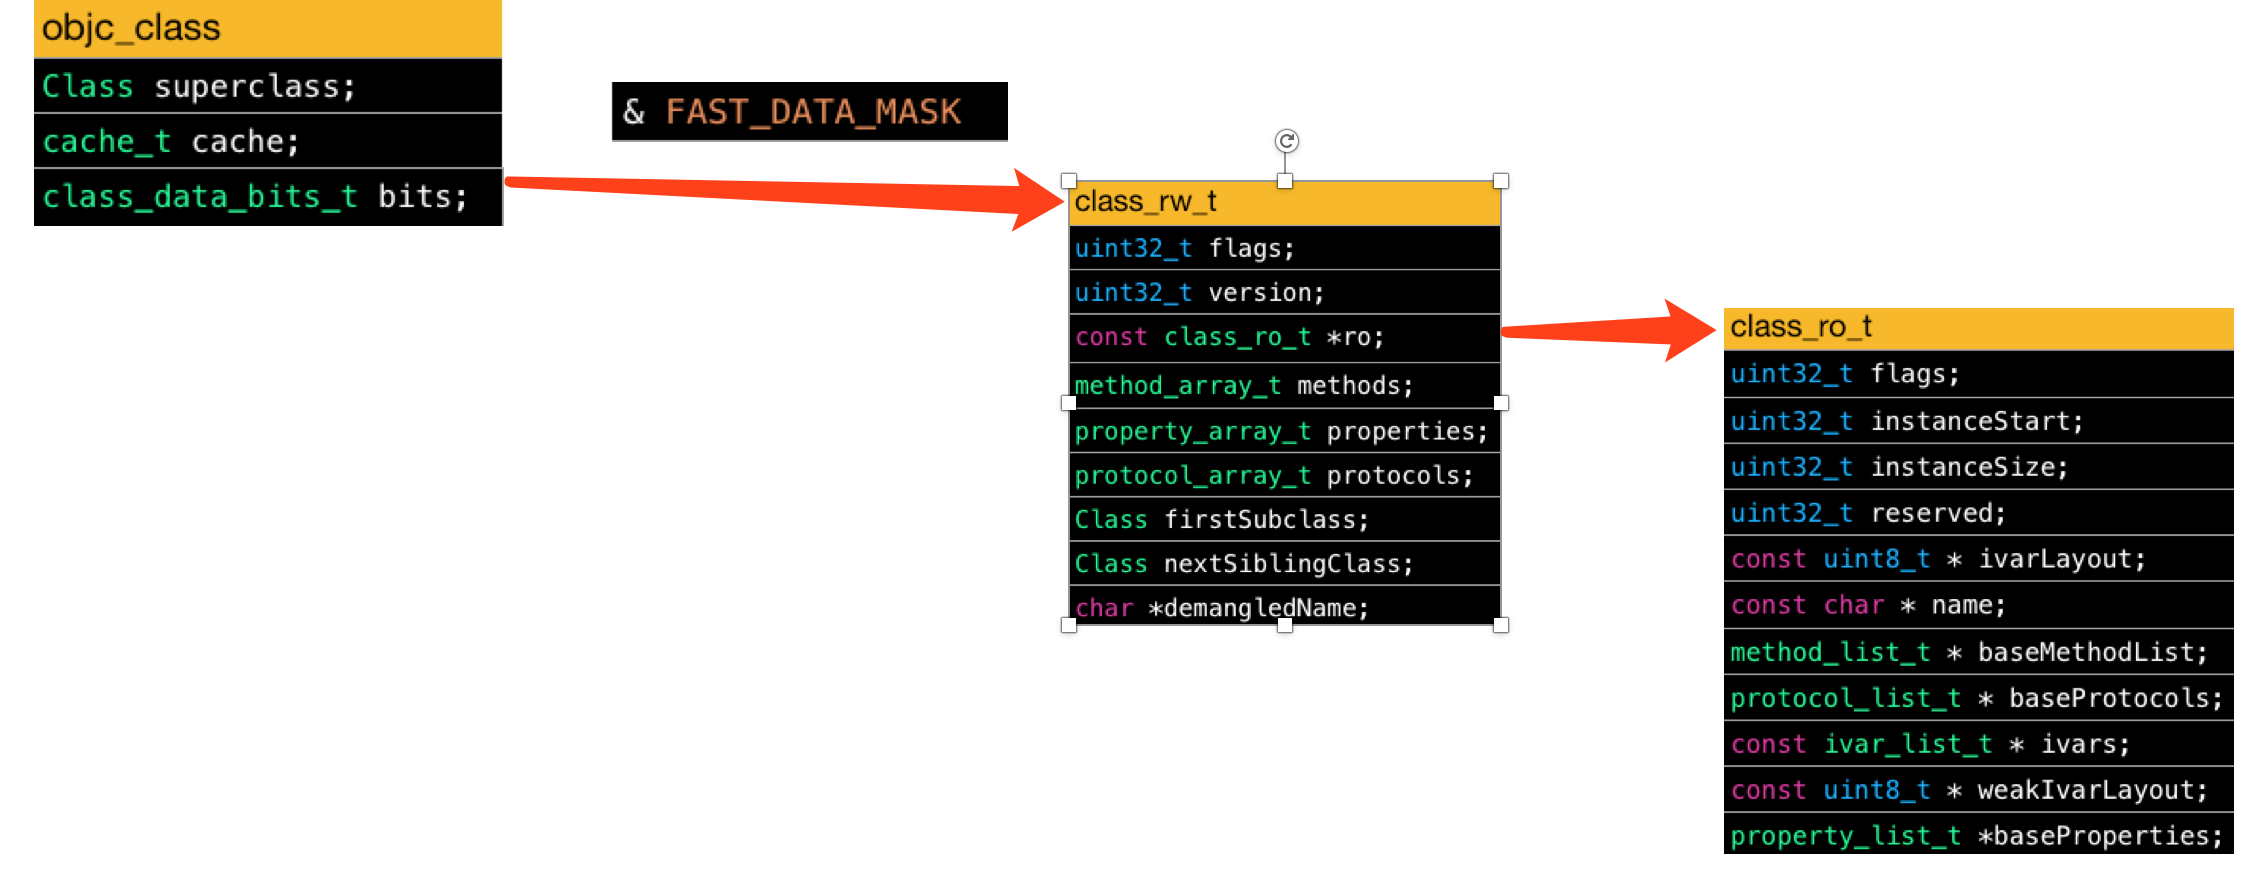 objc_class
Class superclass;
cache_t cache;
class_data_bits_t bits;
& FAST_DATA_MASK
class_rw_t
uint32_t flags;
uint32_t version;
const class_ro_t *ro;
method_array_t methods;
property_array_t properties;
protocol_array_t protocols;
Class firstSubclass;
Class nextSiblingClass;
char *demangledName;
class_ro_t
uint32_t flags;
uint32_t instanceStart;
uint32_t instanceSize;
uint32_t reserved;
const uint8_t * ivarLayout;
const char * name;
method_list_t * baseMethodList;
protocol_list_t * baseProtocols;
const ivar_list_t * ivars;
const uint8_t * weakIvarLayout;
property_list_t *baseProperties;